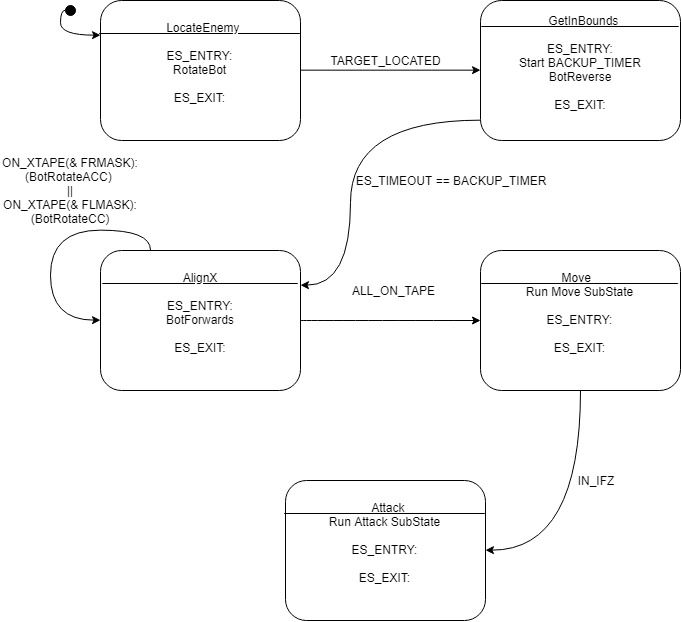 LocateEnemy
ES_ENTRY:
RotateBot
ES_EXIT:
TARGET_LOCATED
GetInBounds
ES_ENTRY:
Start BACKUP_TIMER
BotReverse
ES_EXIT:
ON_XTAPE(& FRMASK):
(BotRotateACC)
||
ON_XTAPE(& FLMASK):
(BotRotateCC)
ES_TIMEOUT == BACKUP_TIMER
AlignX
ES_ENTRY:
BotForwards
ES_EXIT:
ALL_ON_TAPE
Move
Run Move SubState
ES_ENTRY:
ES_EXIT:
IN_IFZ
Attack
Run Attack SubState
ES_ENTRY:
ES_EXIT: